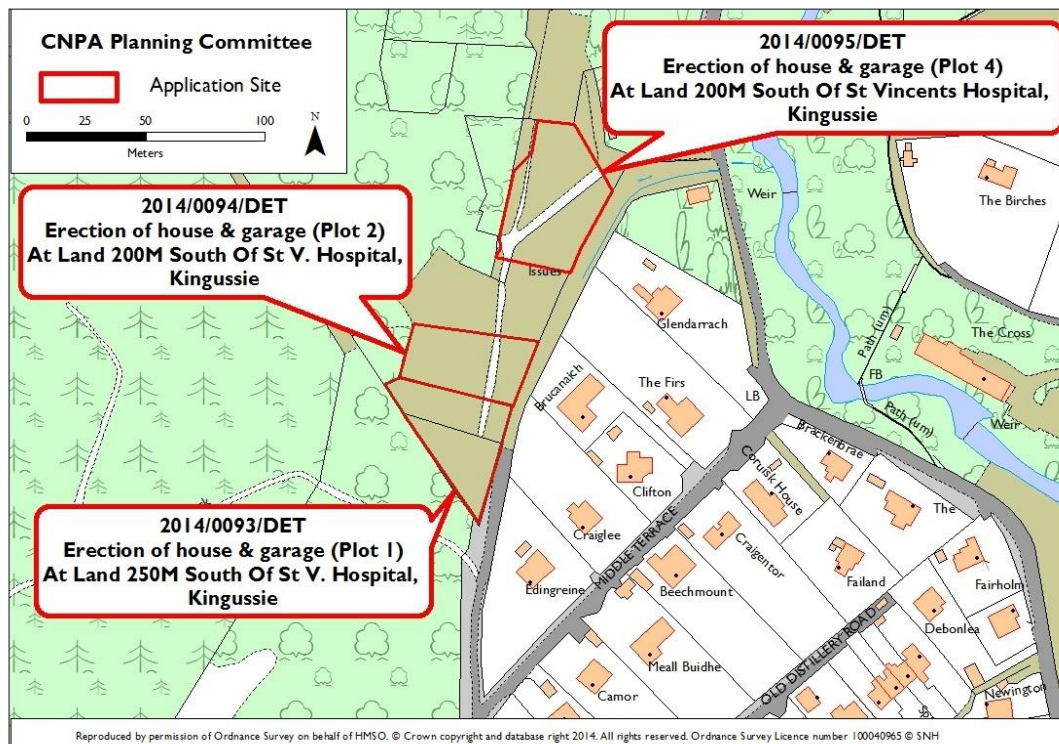 CNPA Planning Committee
Application Site
0 25 50 100
Meters
N
2014/0095/DET
Erection of house & garage (Plot 4)
At Land 200M South Of St Vincents Hospital,
Kingussie
2014/0094/DET
Erection of house & garage (Plot 2)
At Land 200M South Of St V. Hospital,
Kingussie
2014/0093/DET
Erection of house & garage (Plot 1)
At Land 250M South Of St V. Hospital,
Kingussie
Weir
The Birches
Issues
Glendarrach
The Cross
Path (um)
FB
Path (um)
Weir
Brucanaich
The Firs
LB
Brackenbrae
Coruisk House
Clifton
The
Craiglee
MIDDLE TERRACE
Craigentor
Edingreine
Beechmount
Failand
Fairholm
Debonlea
OLD DISTILLERY ROAD
Meall Buidhe
Camor
Newington
Reproduced by permission of Ordnance Survey on behalf of HMSO. © Crown copyright and database right 2014. All rights reserved. Ordnance Survey Licence number 100040965 © SNH